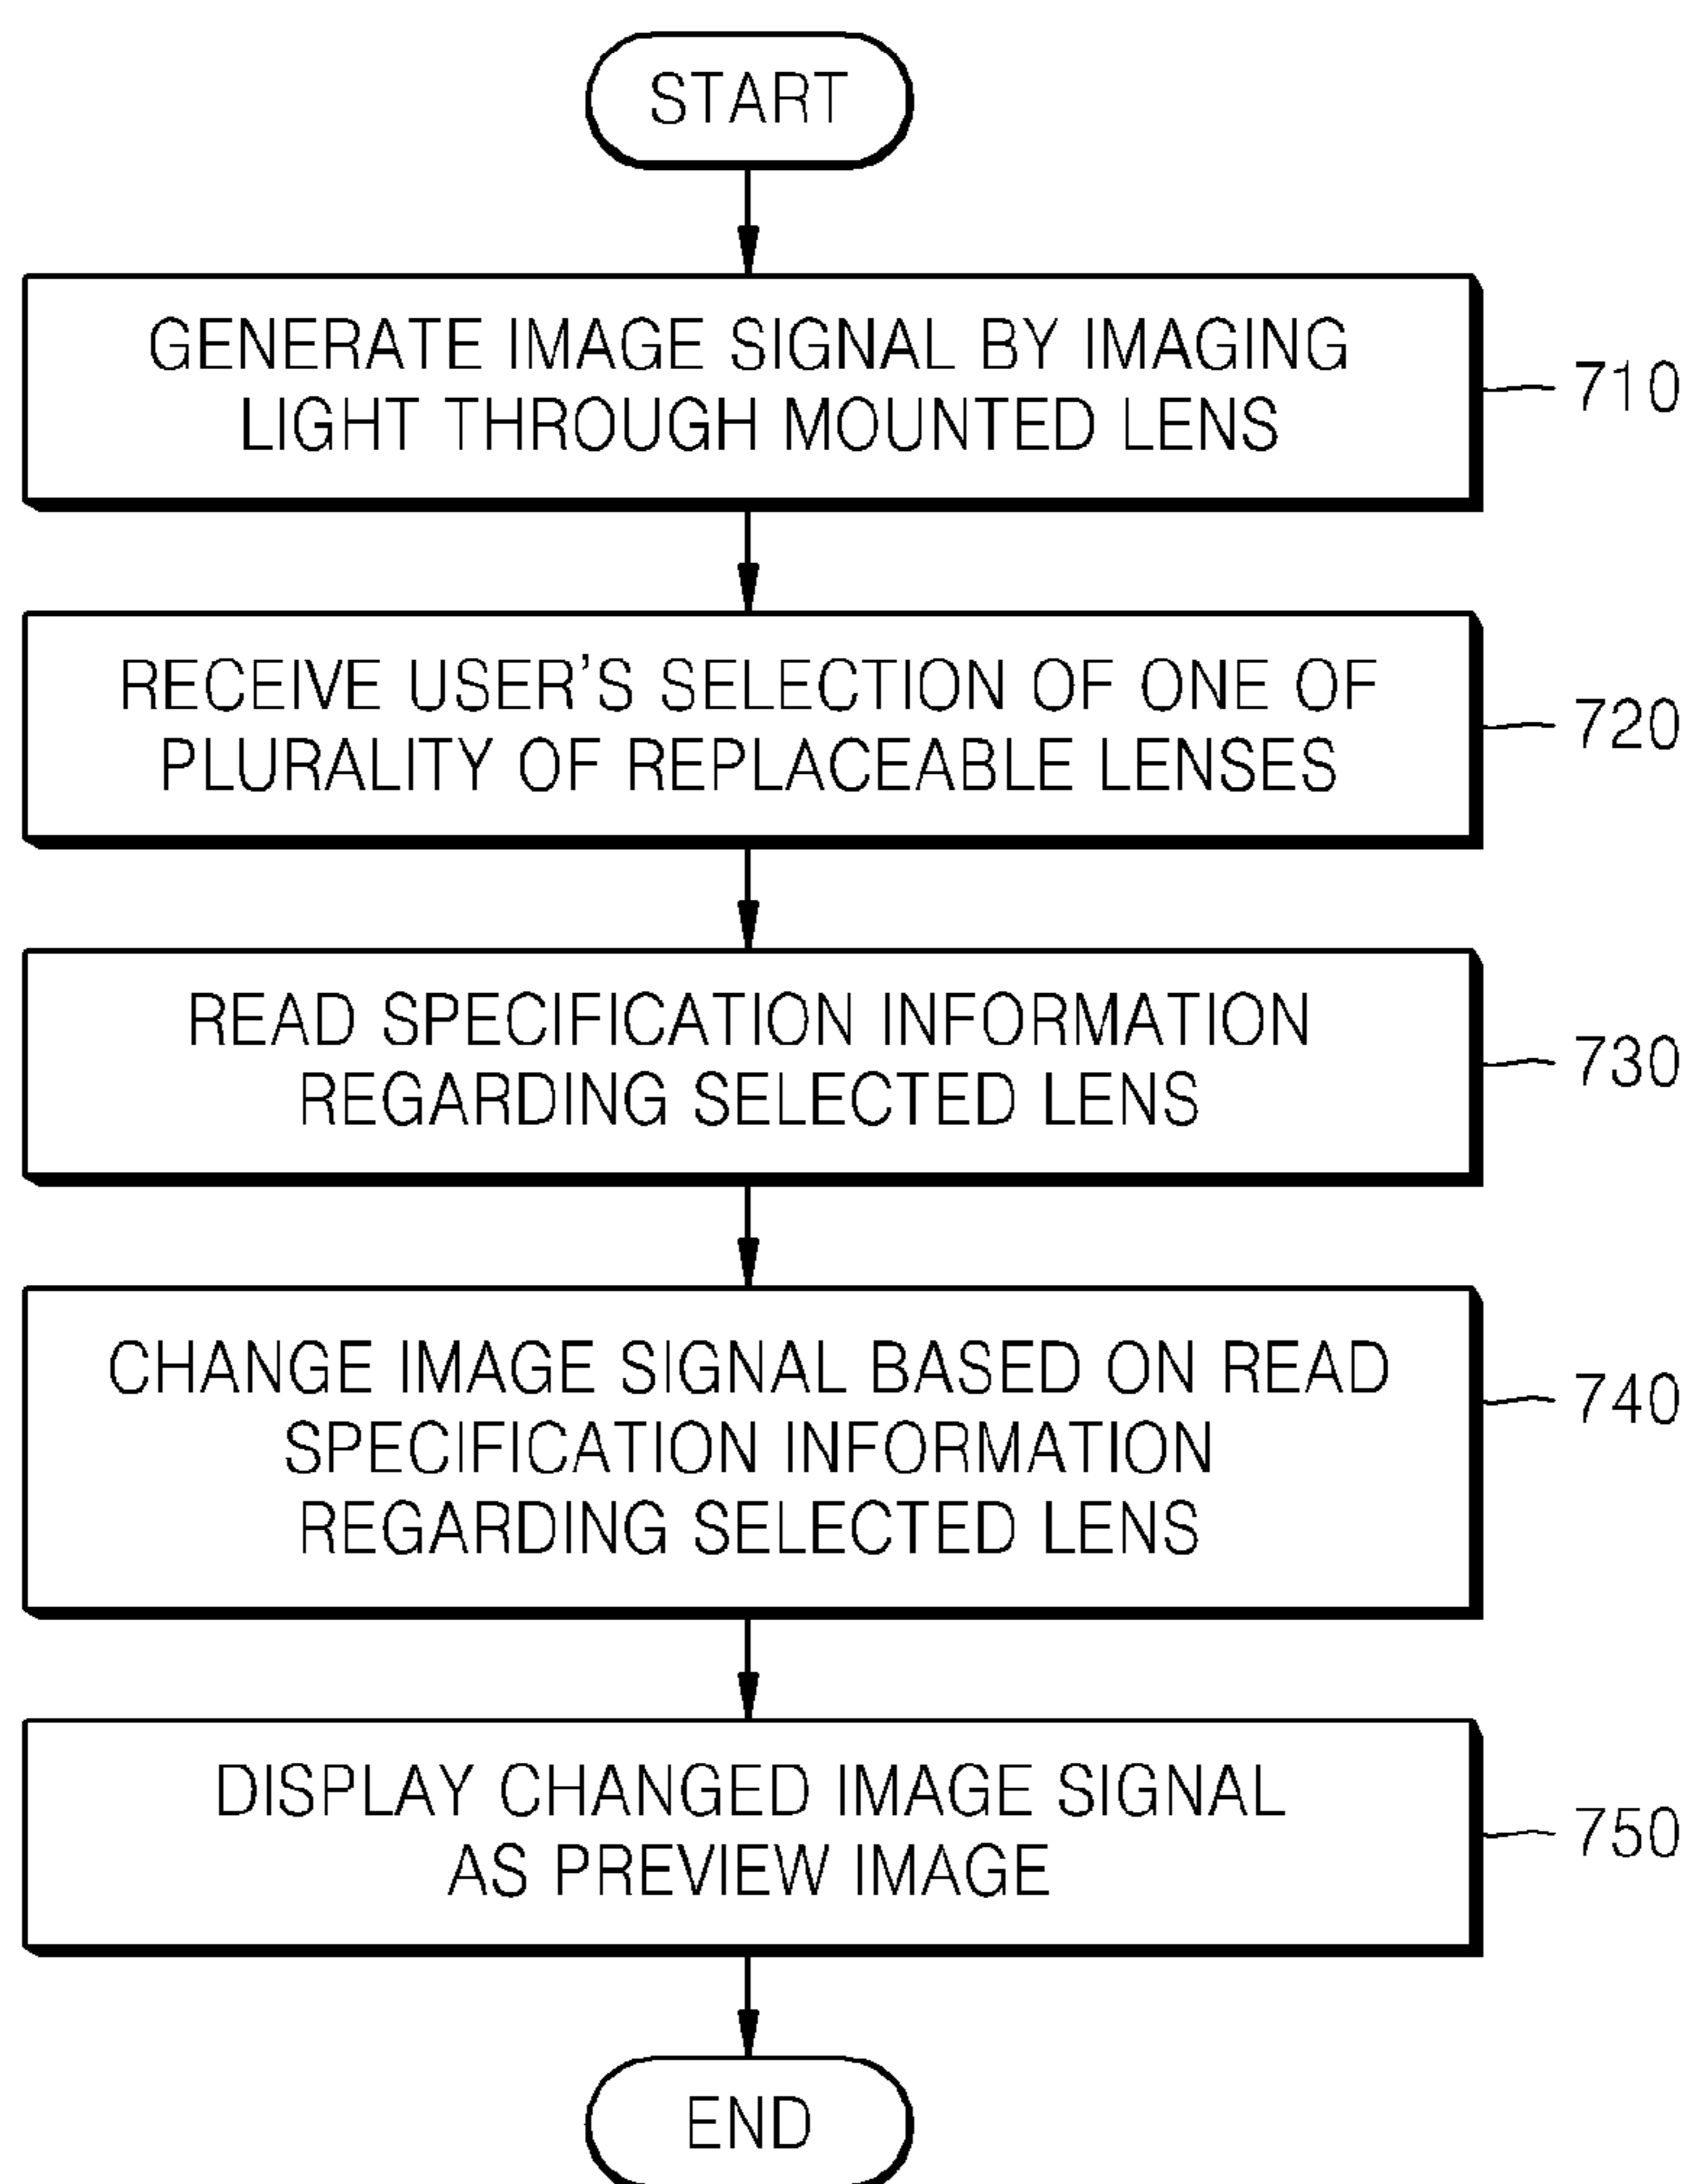 START
GENERATE IMAGE SIGNAL BY IMAGING
LIGHT THROUGH MOUNTED LENS
710
RECEIVE USER'S SELECTION OF ONE OF
PLURALITY OF REPLACEABLE LENSES
720
READ SPECIFICATION INFORMATION
REGARDING SELECTED LENS
730
CHANGE IMAGE SIGNAL BASED ON READ
SPECIFICATION INFORMATION
REGARDING SELECTED LENS
740
DISPLAY CHANGED IMAGE SIGNAL
AS PREVIEW IMAGE
750
END